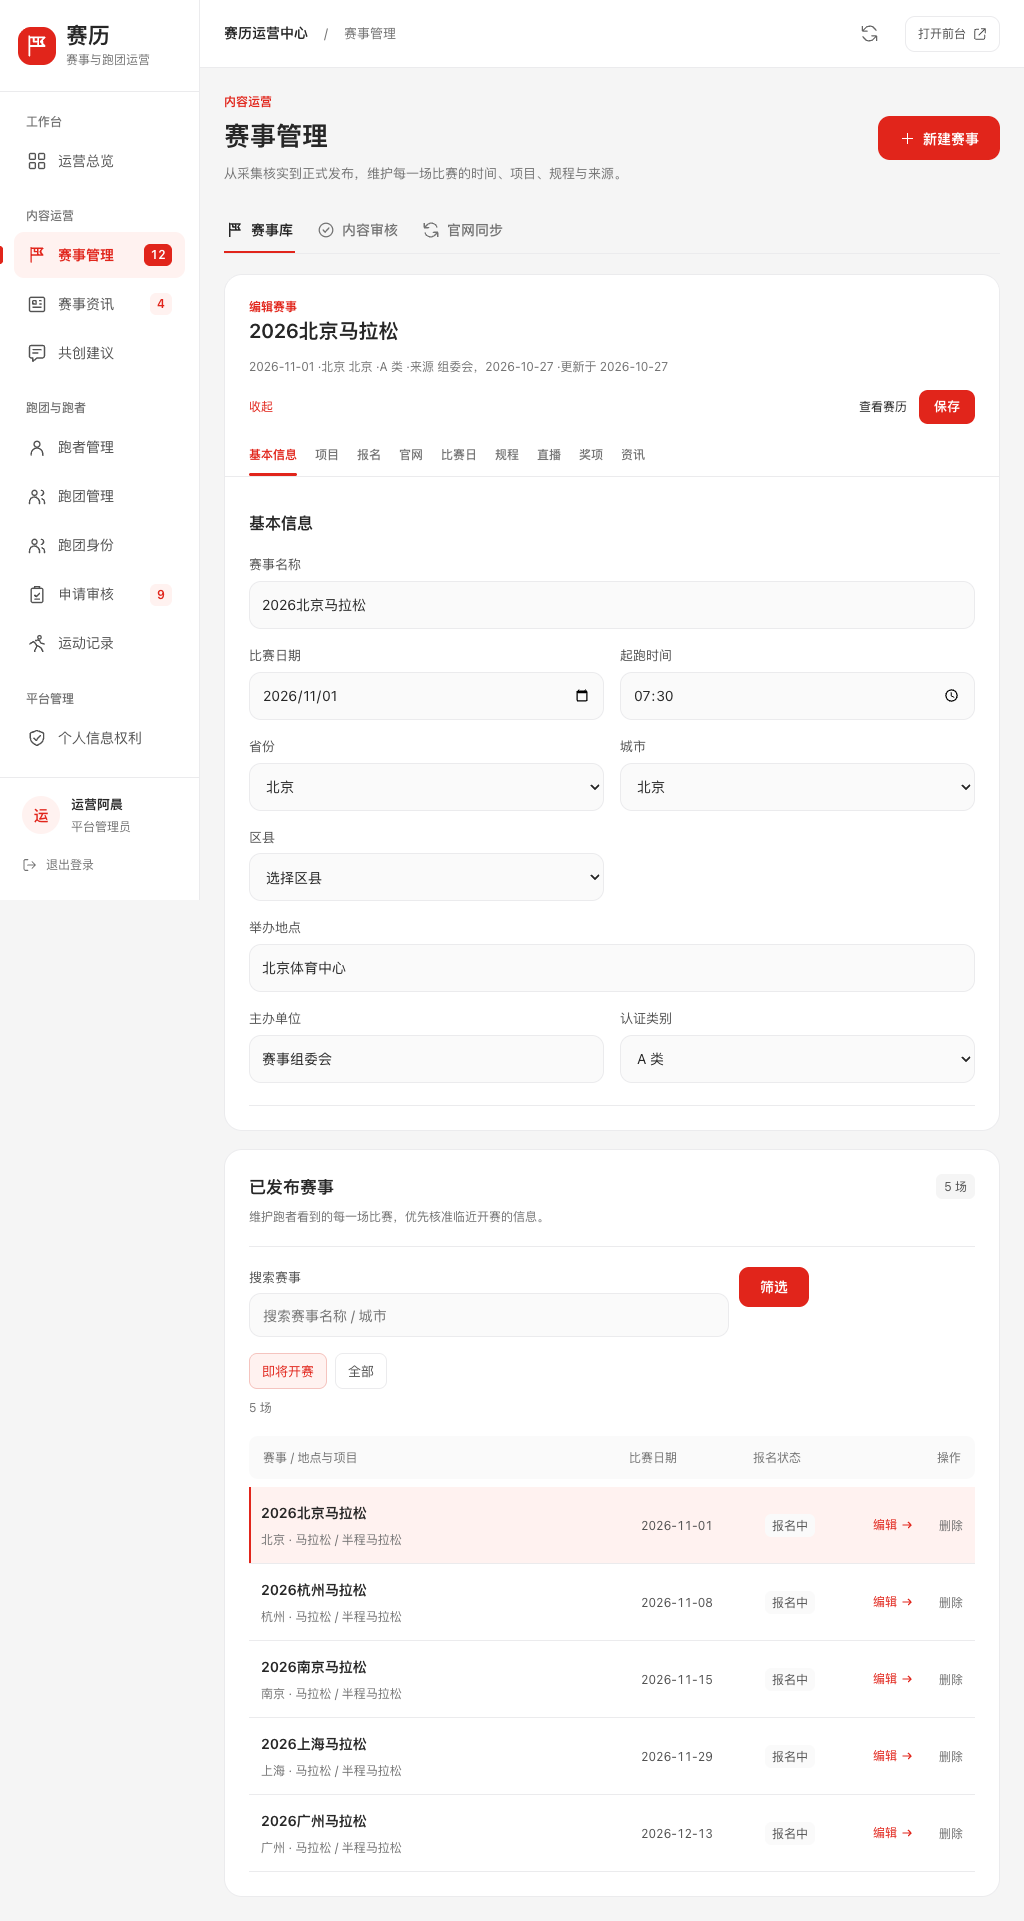 赛历
赛事与跑团运营
工作台
运营总览
内容运营
赛事管理 12
赛事资讯 4
共创建议
跑团与跑者
跑者管理
跑团管理
跑团身份
申请审核 9
运动记录
平台管理
个人信息权利
运 运营阿晨
平台管理员
退出登录
赛历运营中心 / 赛事管理 打开前台
内容运营
赛事管理
从采集核实到正式发布，维护每一场比赛的时间、项目、规程与来源。
新建赛事
赛事库 内容审核 官网同步
编辑赛事
2026北京马拉松
2026-11-01 ·北京 北京 ·A 类 ·来源 组委会，2026-10-27 ·更新于 2026-10-27
收起 查看赛历 保存
基本信息 项目 报名 官网 比赛日 规程 直播 奖项 资讯
基本信息
赛事名称
2026北京马拉松
比赛日期 起跑时间
2026/11/01 07:30
省份 城市
北京 北京
区县
选择区县
举办地点
北京体育中心
主办单位 认证类别
赛事组委会 A 类
已发布赛事 5 场
维护跑者看到的每一场比赛，优先核准临近开赛的信息。
搜索赛事
搜索赛事名称 / 城市 筛选
即将开赛 全部
5 场
赛事 / 地点与项目 比赛日期 报名状态 操作
2026北京马拉松
北京 · 马拉松 / 半程马拉松 2026-11-01 报名中 编辑 → 删除
2026杭州马拉松
杭州 · 马拉松 / 半程马拉松 2026-11-08 报名中 编辑 → 删除
2026南京马拉松
南京 · 马拉松 / 半程马拉松 2026-11-15 报名中 编辑 → 删除
2026上海马拉松
上海 · 马拉松 / 半程马拉松 2026-11-29 报名中 编辑 → 删除
2026广州马拉松
广州 · 马拉松 / 半程马拉松 2026-12-13 报名中 编辑 → 删除